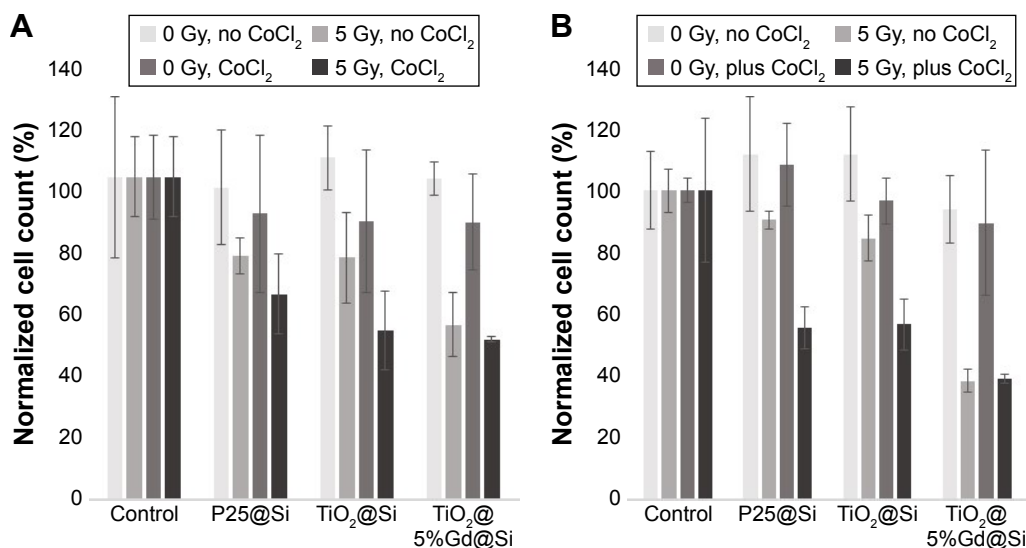 A
0 Gy, no CoCl₂ 5 Gy, no CoCl₂
0 Gy, CoCl₂ 5 Gy, CoCl₂
Normalized cell count (%)
140
120
100
80
60
40
20
0
Control P25@Si TiO₂@Si TiO₂@
5%Gd@Si
B
0 Gy, no CoCl₂ 5 Gy, no CoCl₂
0 Gy, plus CoCl₂ 5 Gy, plus CoCl₂
Normalized cell count (%)
140
120
100
80
60
40
20
0
Control P25@Si TiO₂@Si TiO₂@
5%Gd@Si